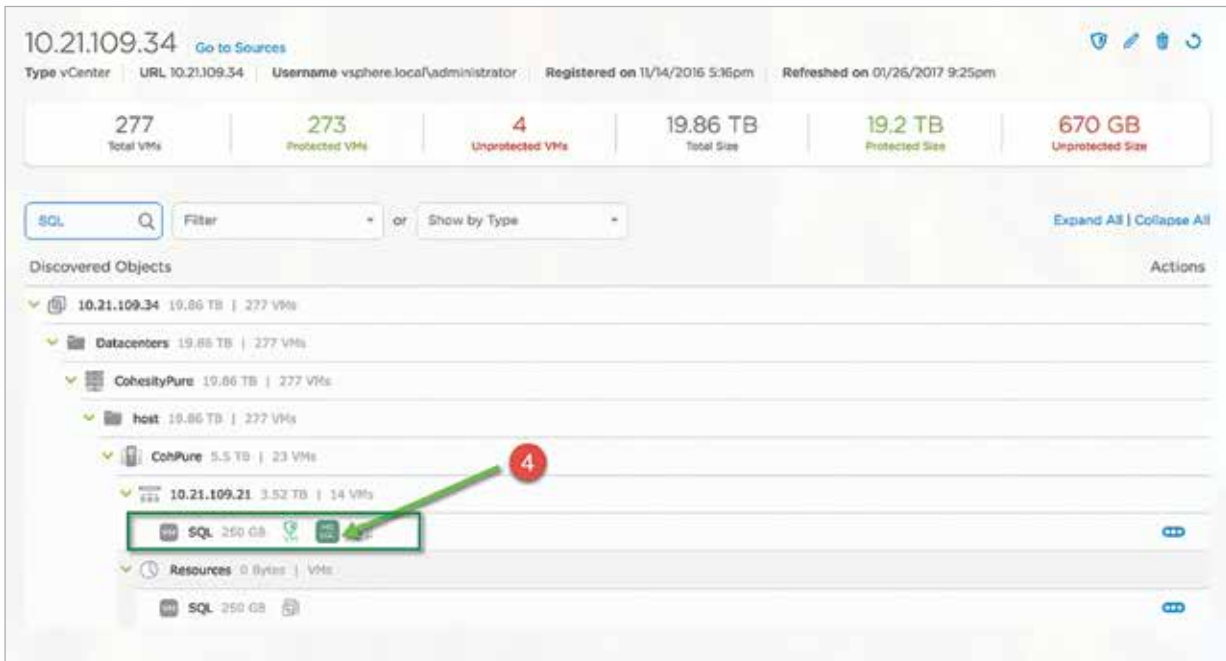 10.21.109.34 Go to Sources
Type vCenter URL 10.21.109.34 Username vsphere.local\administrator Registered on 11/14/2016 5:16pm Refreshed on 01/26/2017 9:25pm
277 273 4 19.86 TB 19.2 TB 670 GB
Total VMs Protected VMs Unprotected VMs Total Size Protected Size Unprotected Size
SQL Filter or Show by Type Expand All | Collapse All
Discovered Objects Actions
10.21.109.34 19.86 TB | 277 VMs
Datacenters 19.86 TB | 277 VMs
CohesityPure 19.86 TB | 277 VMs
host 19.86 TB | 277 VMs
CohPure 5.5 TB | 23 VMs
4
10.21.109.21 3.52 TB | 14 VMs
VM SQL 250 GB VM MS SQL
Resources 0 Bytes | VMs
VM SQL 250 GB